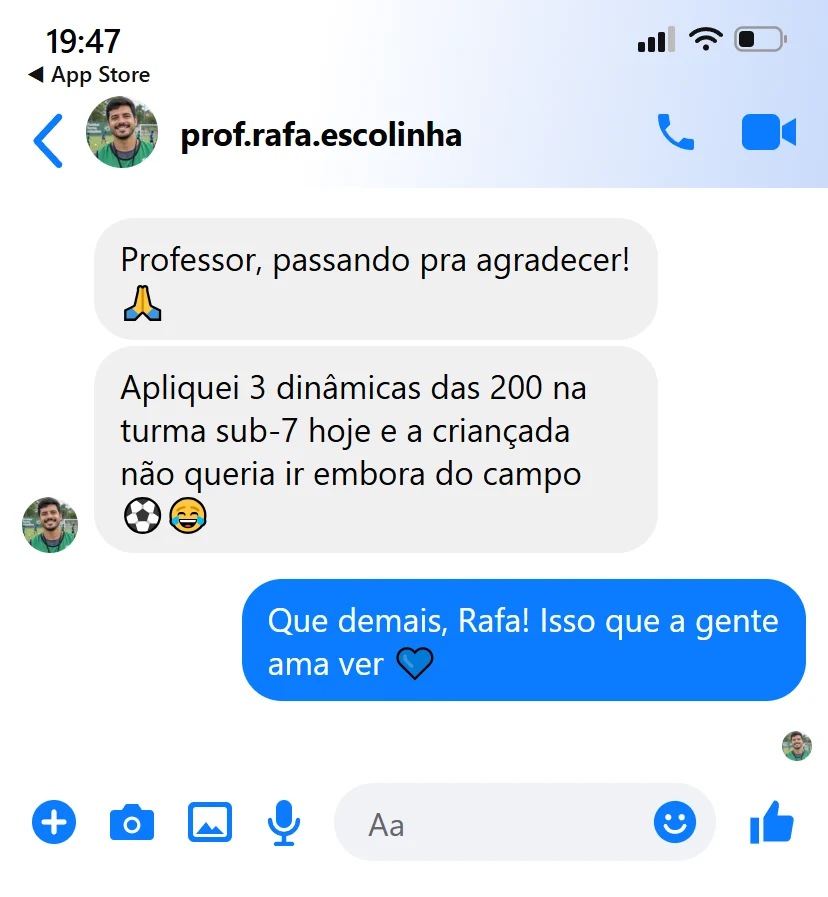 19:47
◀ App Store
prof.rafa.escolinha
Professor, passando pra agradecer!
🙏
Apliquei 3 dinâmicas das 200 na
turma sub-7 hoje e a criançada
não queria ir embora do campo
⚽😂
Que demais, Rafa! Isso que a gente
ama ver 💙
Aa